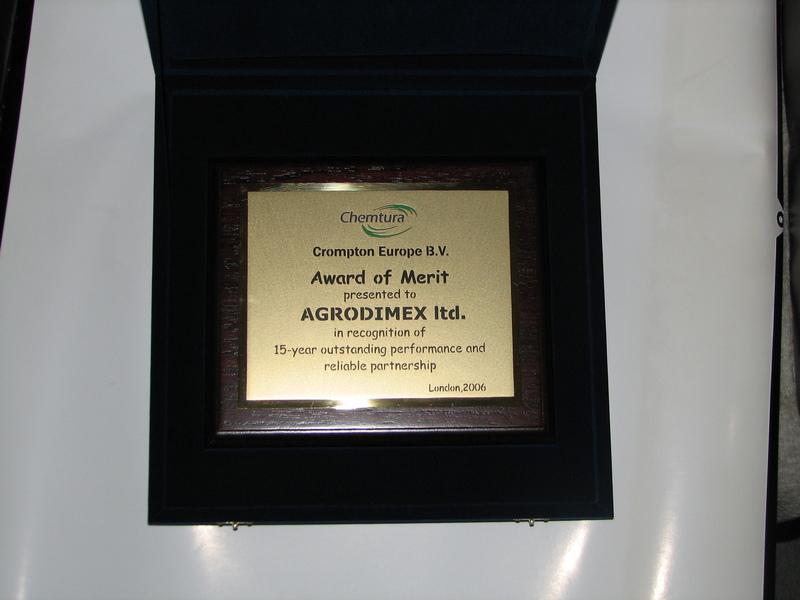 Chemtura
Crompton Europe B.V.
Award of Merit
presented to
AGRODIMEX ltd.
in recognition of
15-year outstanding performance and
reliable partnership
London,2006